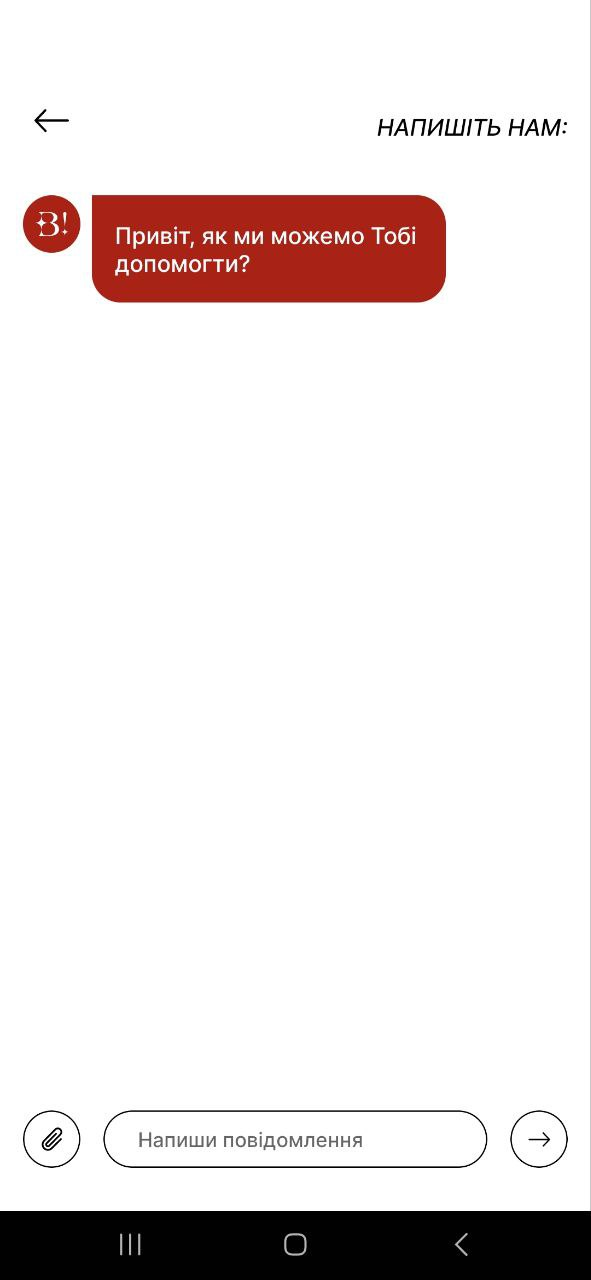 НАПИШІТЬ НАМ:
В!
Привіт, як ми можемо Тобі
допомогти?
Напиши повідомлення